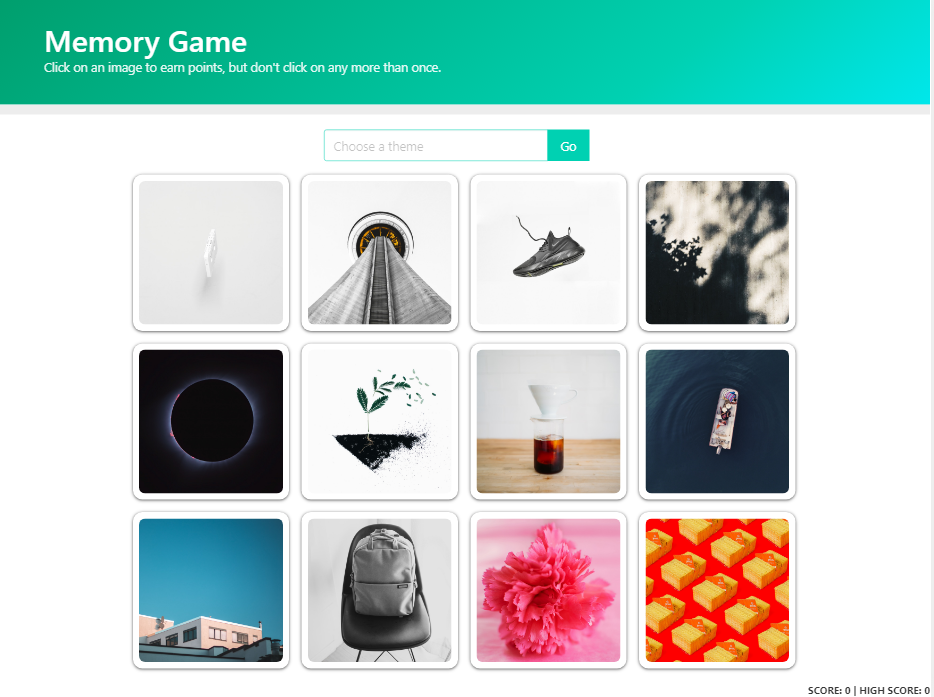 Memory Game
Click on an image to earn points, but don't click on any more than once.
Choose a theme
Go
SCORE: 0 | HIGH SCORE: 0